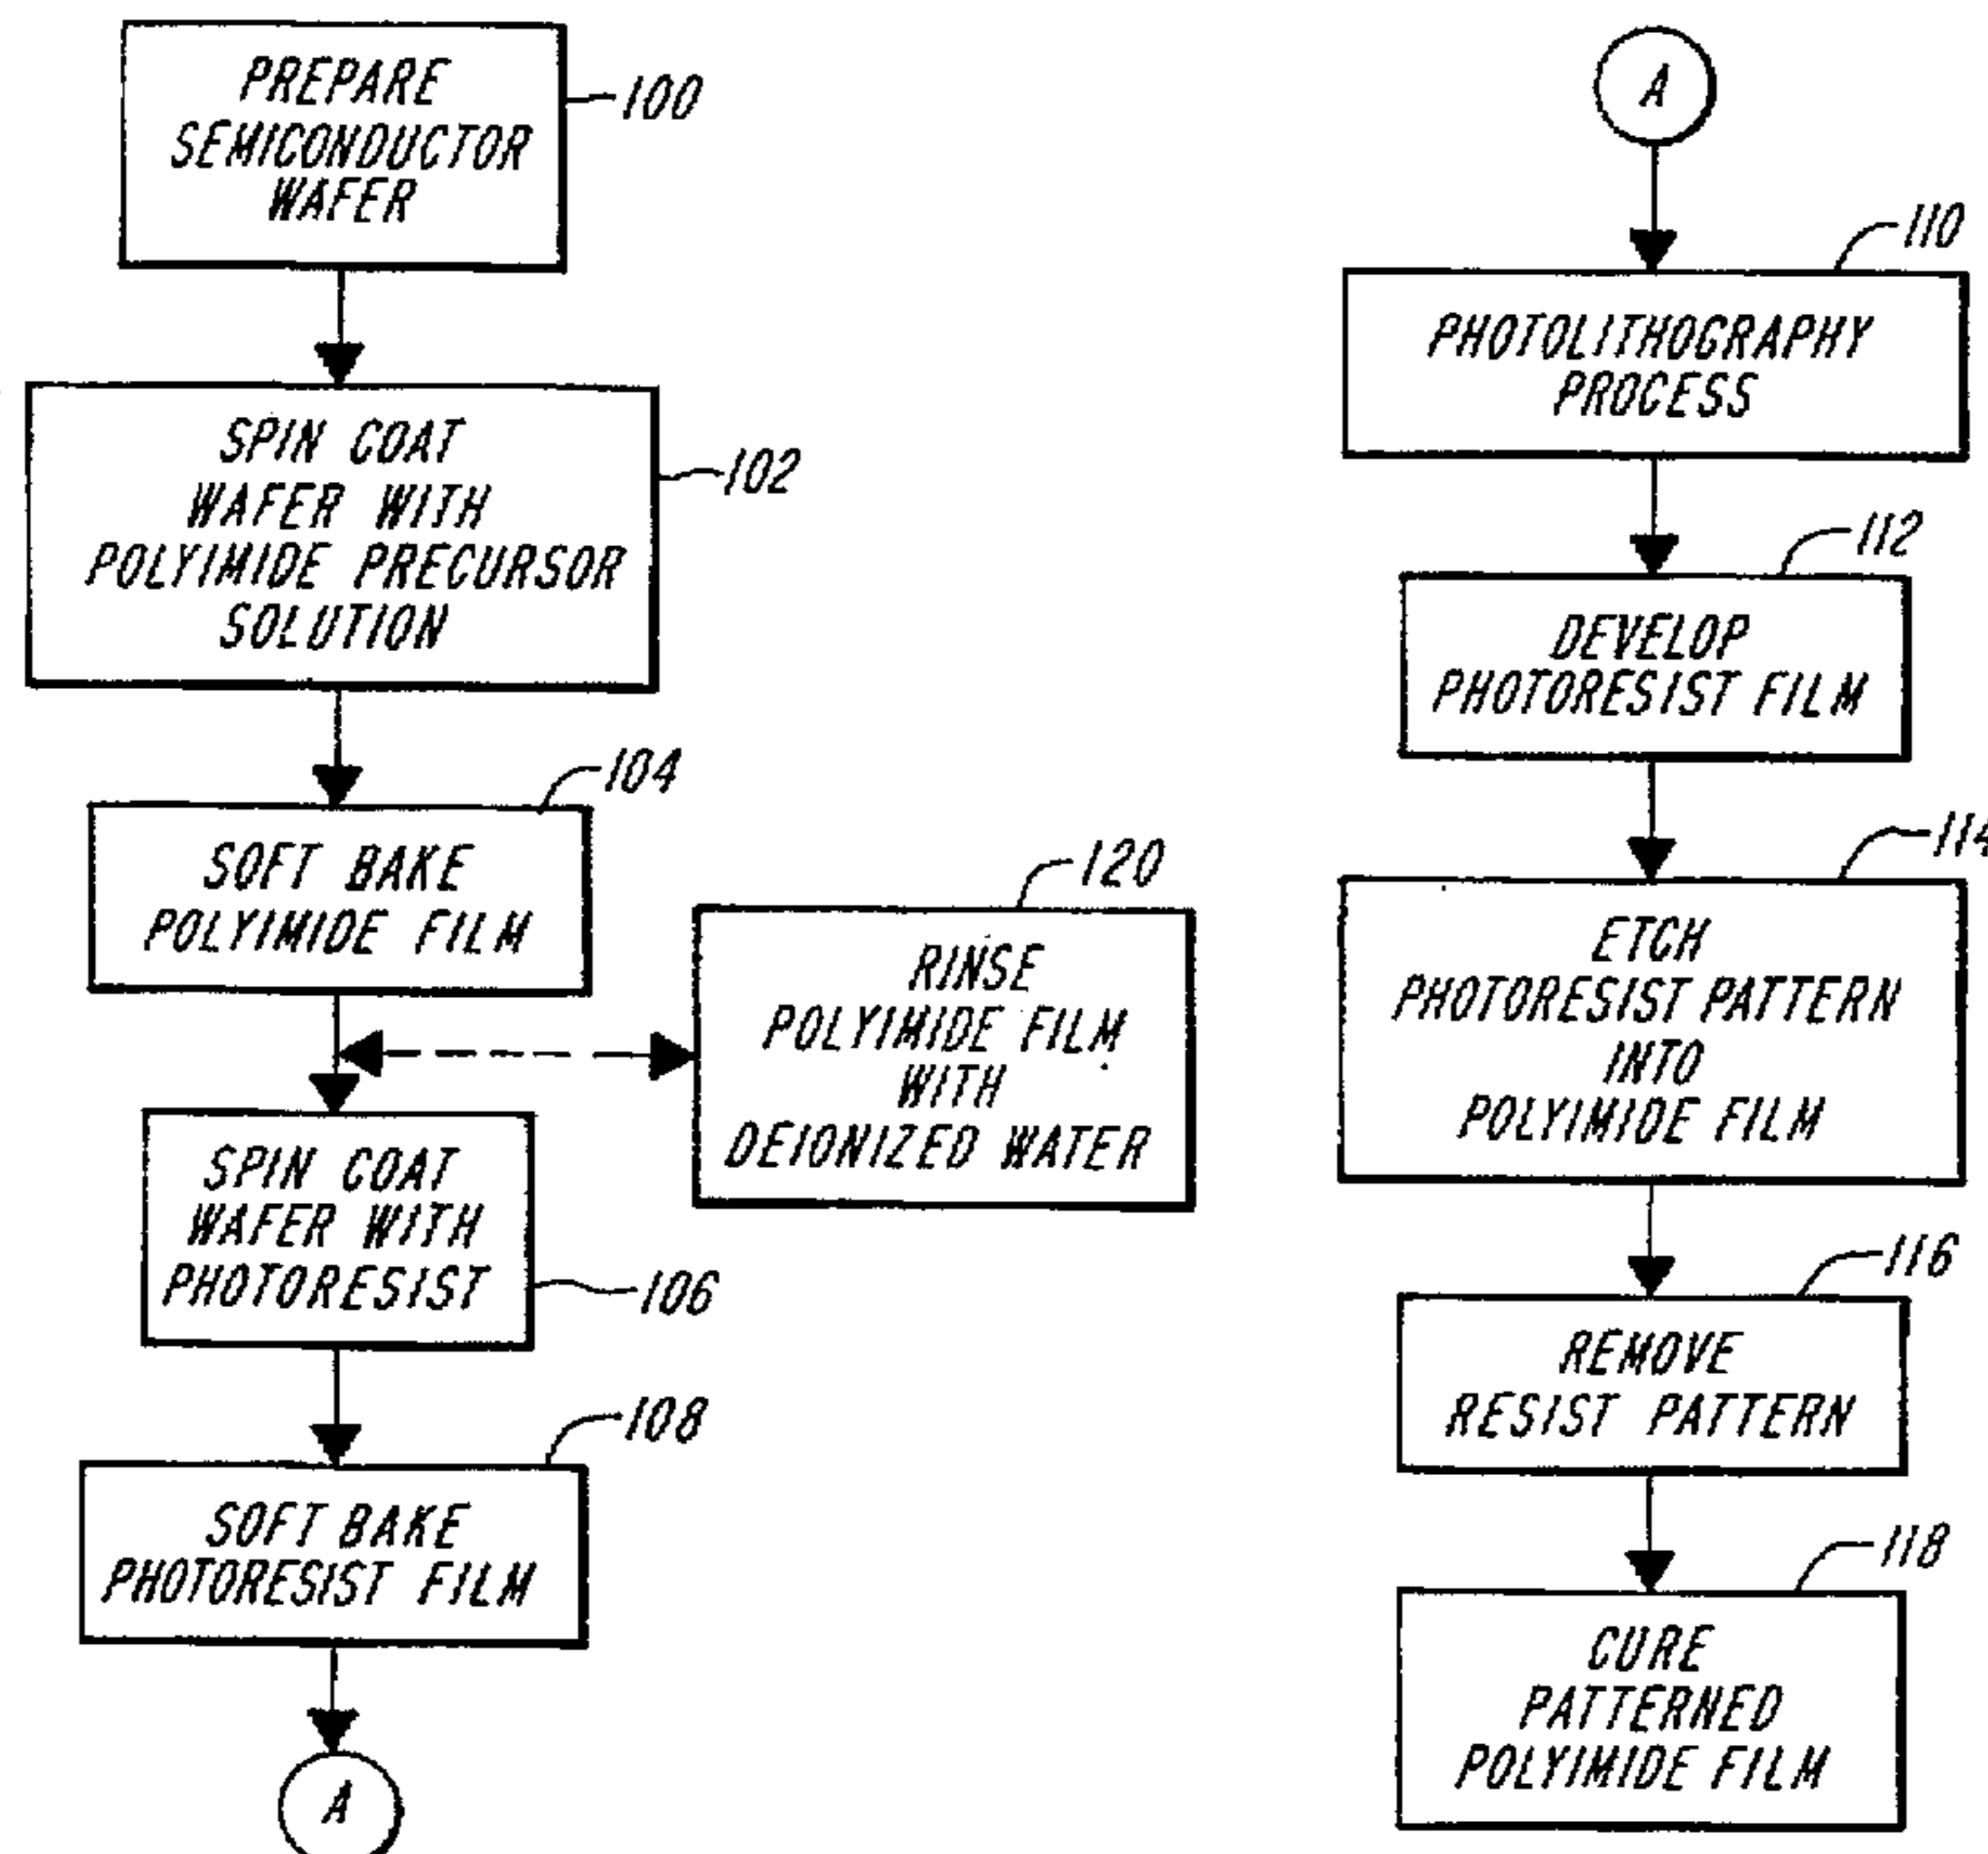 PREPARE
SEMICONDUCTOR
WAFER
100
SPIN COAT
WAFER WITH
POLYIMIDE PRECURSOR
SOLUTION
102
104
SOFT BAKE
POLYIMIDE FILM
120
RINSE
POLYIMIDE FILM
WITH
DEIONIZED WATER
SPIN COAT
WAFER WITH
PHOTORESIST
106
108
SOFT BAKE
PHOTORESIST FILM
A
A
110
PHOTOLITHOGRAPHY
PROCESS
112
DEVELOP
PHOTORESIST FILM
114
ETCH
PHOTORESIST PATTERN
INTO
POLYIMIDE FILM
116
REMOVE
RESIST PATTERN
118
CURE
PATTERNED
POLYIMIDE FILM